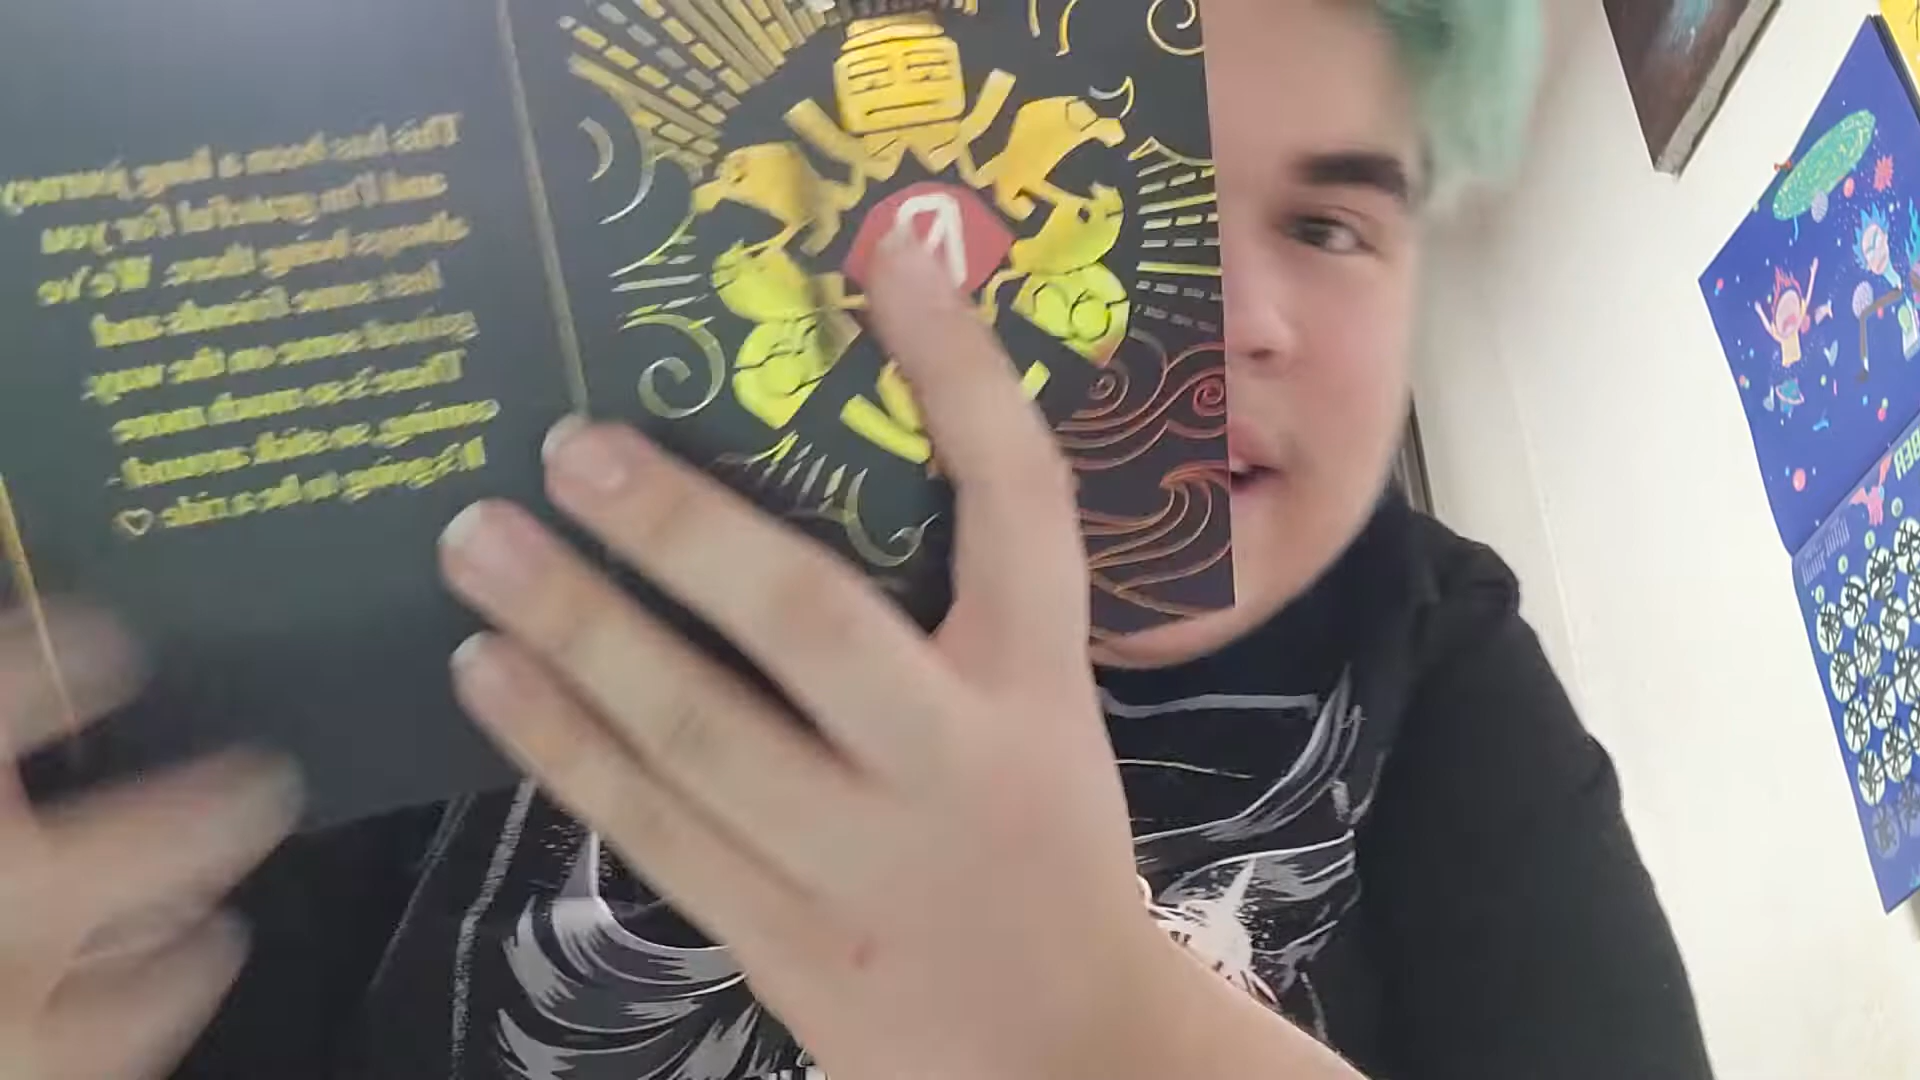 This has been a long journey
and I'm grateful for you
always being there. We've
lost some friends and
gained some on the way.
There's so much more
coming so stick around!
It's going to be a ride ♡